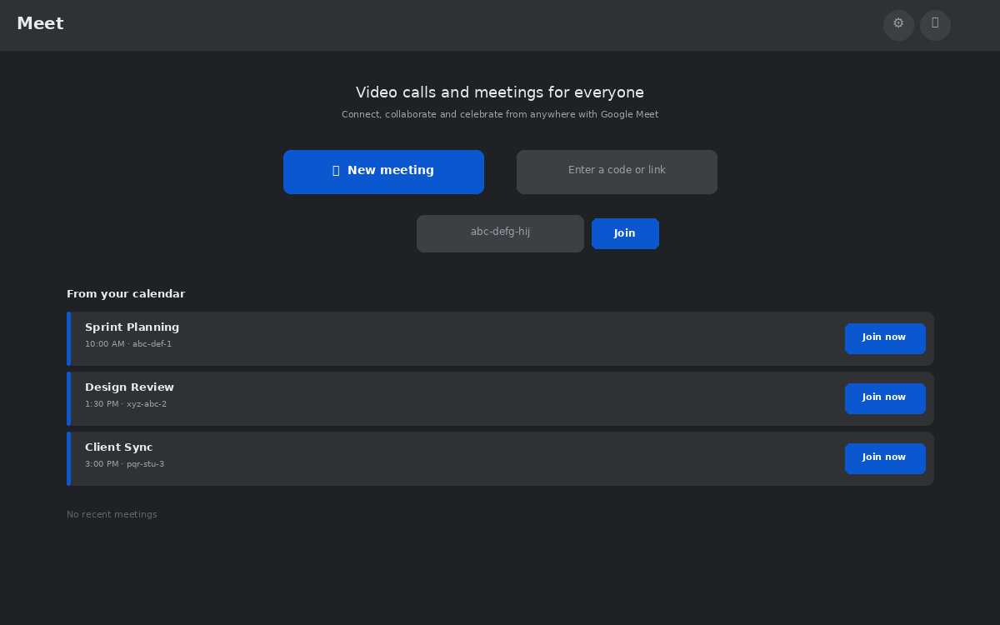 Meet
Video calls and meetings for everyone
Connect, collaborate and celebrate from anywhere with Google Meet
New meeting
Enter a code or link
abc-defg-hij
Join
From your calendar
Sprint Planning
10:00 AM · abc-def-1
Join now
Design Review
1:30 PM · xyz-abc-2
Join now
Client Sync
3:00 PM · pqr-stu-3
Join now
No recent meetings